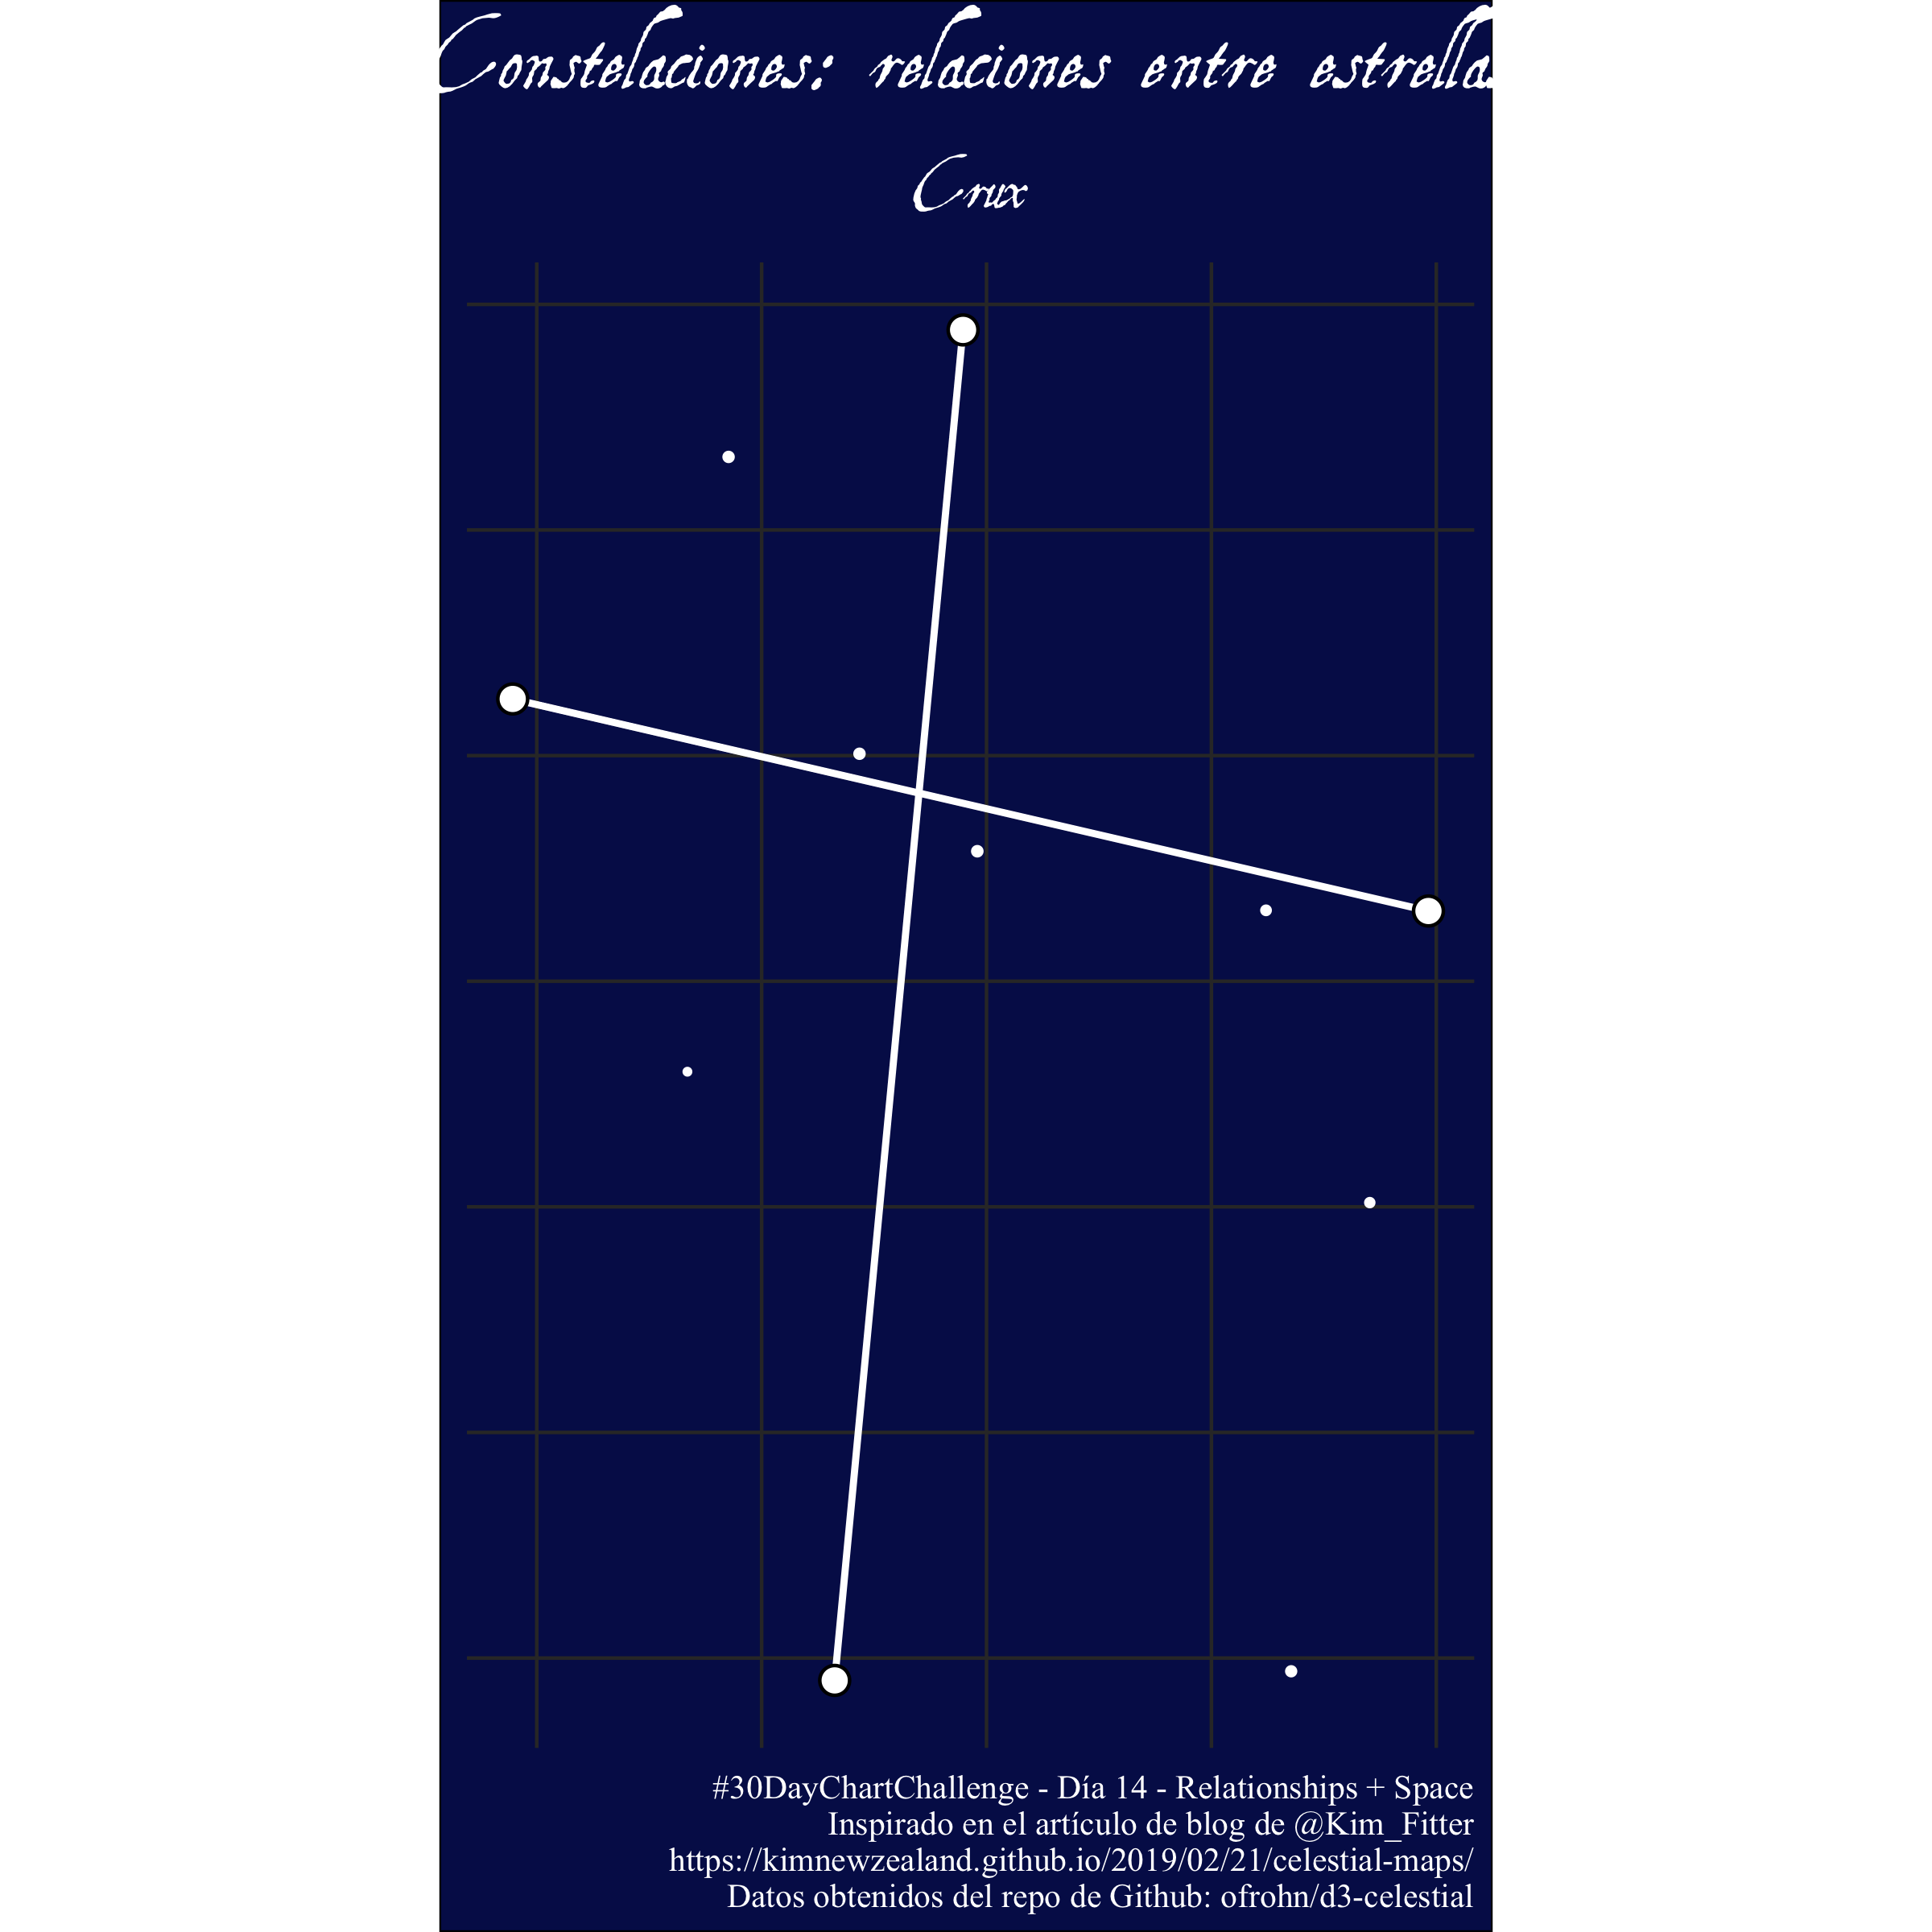 Constelaciones: relaciones entre estrella
Crux
#30DayChartChallenge - Día 14 - Relationships + Space
Inspirado en el artículo de blog de @Kim_Fitter
https://kimnewzealand.github.io/2019/02/21/celestial-maps/
Datos obtenidos del repo de Github: ofrohn/d3-celestial